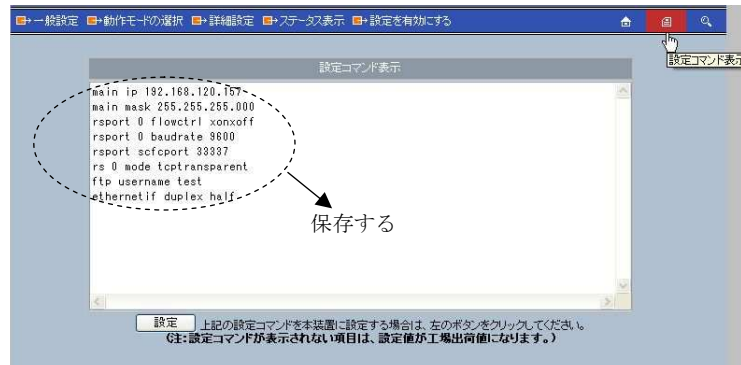 一般設定 動作モードの選択 詳細設定 ステータス表示 設定を有効にする
設定コマンド表示
設定コマンド表示
main ip 192.168.120.157
main mask 255.255.255.000
rsport 0 flowctrl xonxoff
rsport 0 baudrate 9600
rsport scfcport 33337
rs 0 mode tcptransparent
ftp username test
ethernetif duplex half
保存する
設定 上記の設定コマンドを本装置に設定する場合は、左のボタンをクリックしてください。
(注:設定コマンドが表示されない項目は、設定値が工場出荷値になります。)